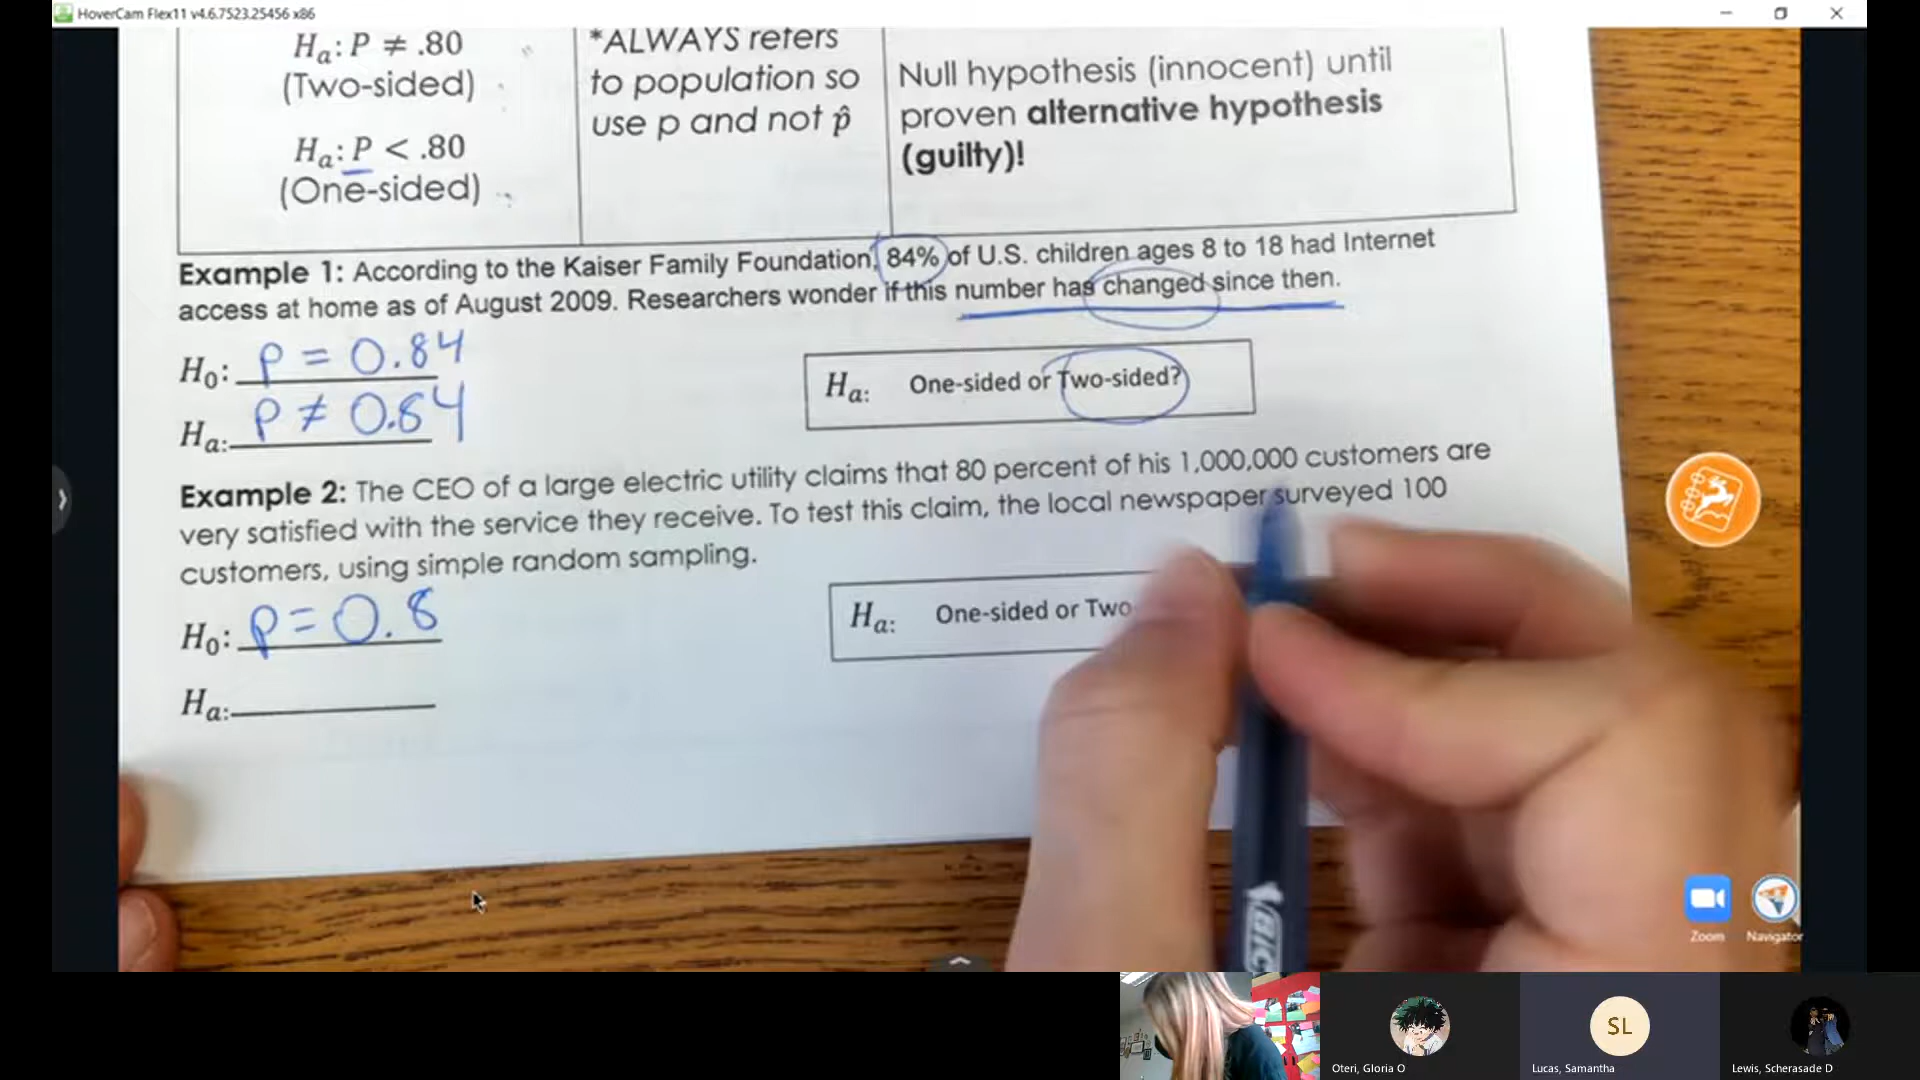 HoverCam Flex11 v4.6.7523.25456 x86
Hₐ: P ≠ .80
(Two-sided)
Hₐ: P < .80
(One-sided)
*ALWAYS refers
to population so
use p and not p̂
Null hypothesis (innocent) until
proven alternative hypothesis
(guilty)!
Example 1: According to the Kaiser Family Foundation, 84% of U.S. children ages 8 to 18 had Internet
access at home as of August 2009. Researchers wonder if this number has changed since then.
H₀: p = 0.84
Hₐ: p ≠ 0.84
Hₐ: One-sided or Two-sided?
Example 2: The CEO of a large electric utility claims that 80 percent of his 1,000,000 customers are
very satisfied with the service they receive. To test this claim, the local newspaper surveyed 100
customers, using simple random sampling.
H₀: p = 0.8
Hₐ:
Hₐ: One-sided or Two
BIC
Zoom
Navigator
Oteri, Gloria O
SL
Lucas, Samantha
Lewis, Scherasade D